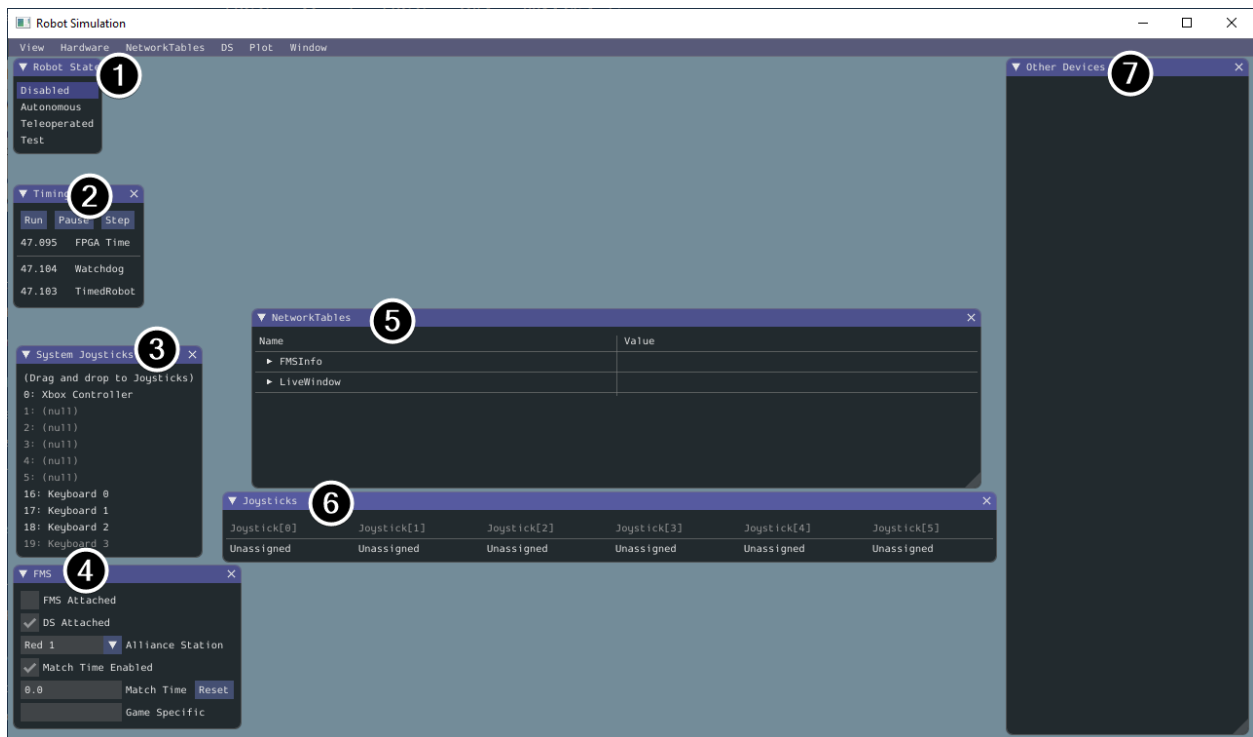 Robot Simulation
View Hardware NetworkTables DS Plot Window
Robot State
1
Disabled
Autonomous
Teleoperated
Test
Timing
2
Run Pause Step
47.095 FPGA Time
47.104 Watchdog
47.103 TimedRobot
System Joysticks
3
(Drag and drop to Joysticks)
0: Xbox Controller
1: (null)
2: (null)
3: (null)
4: (null)
5: (null)
16: Keyboard 0
17: Keyboard 1
18: Keyboard 2
19: Keyboard 3
FMS
4
FMS Attached
DS Attached
Red 1 Alliance Station
Match Time Enabled
0.0 Match Time Reset
Game Specific
NetworkTables
5
Name Value
FMSInfo
LiveWindow
Joysticks
6
Joystick[0] Joystick[1] Joystick[2] Joystick[3] Joystick[4] Joystick[5]
Unassigned Unassigned Unassigned Unassigned Unassigned Unassigned
Other Devices
7